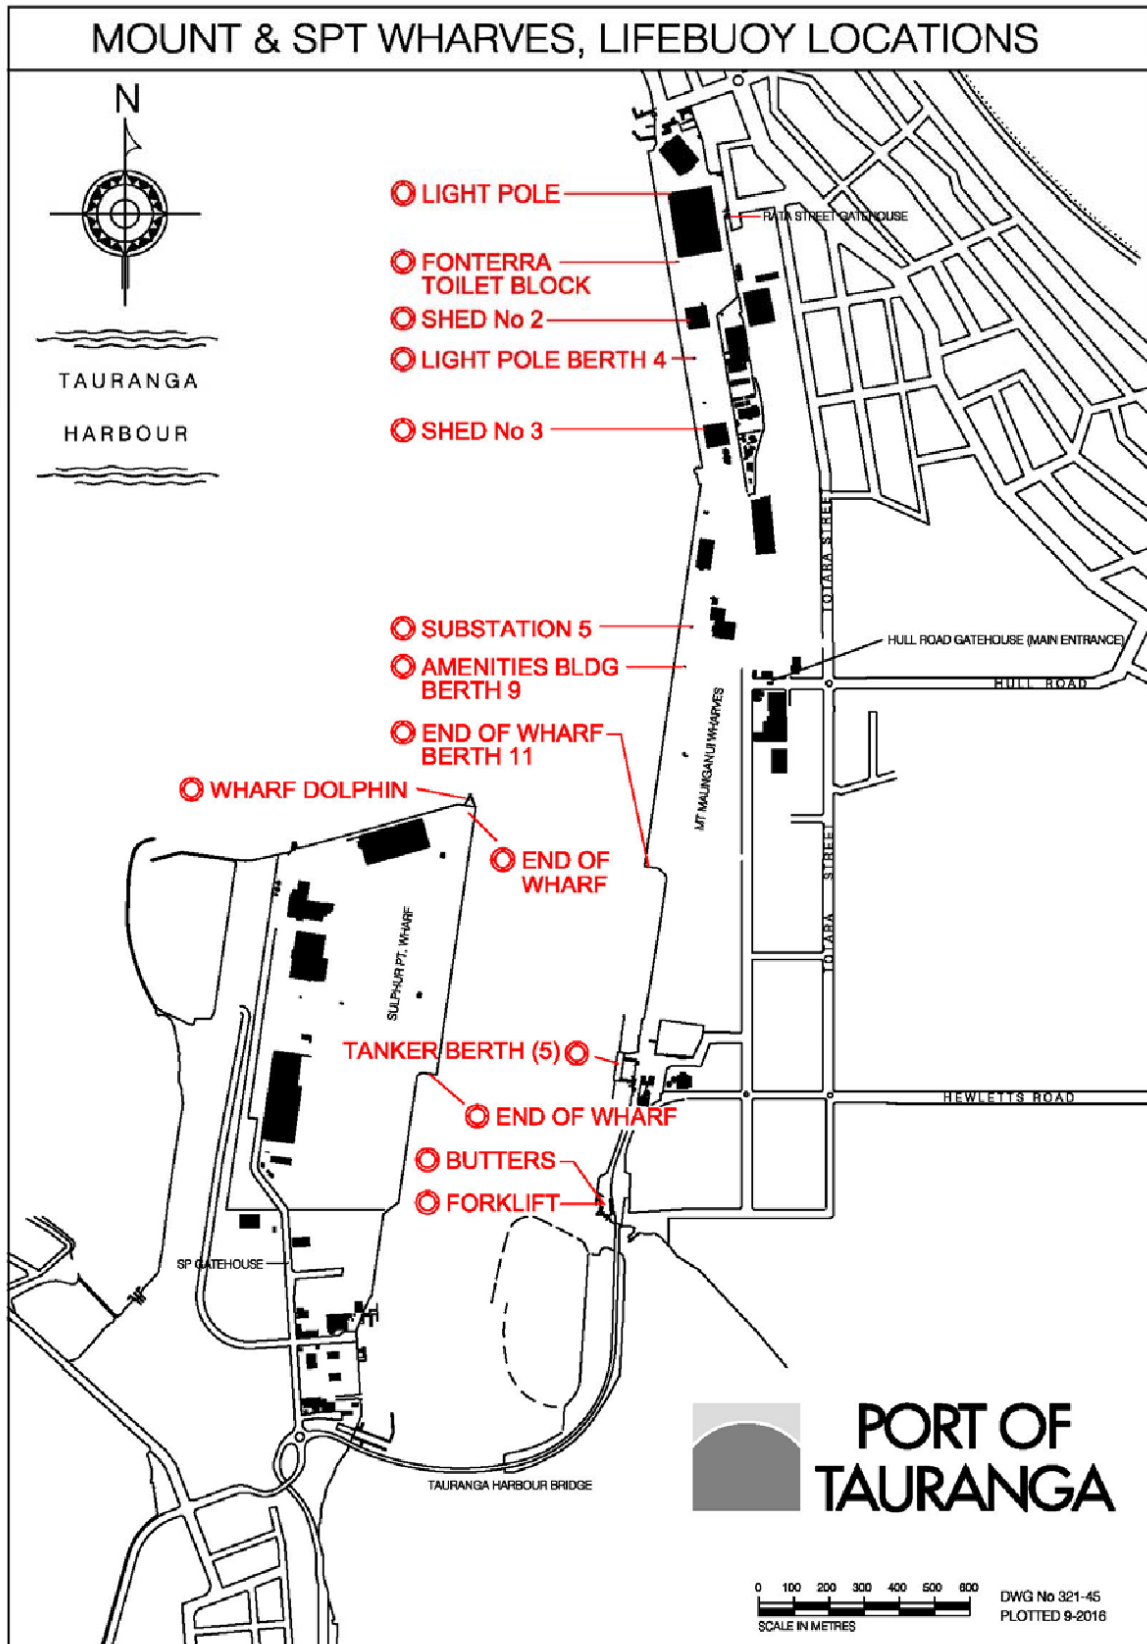 MOUNT & SPT WHARVES, LIFEBUOY LOCATIONS
N
TAURANGA
HARBOUR
LIGHT POLE
RATA STREET GATEHOUSE
FONTERRA
TOILET BLOCK
SHED No 2
LIGHT POLE BERTH 4
SHED No 3
TOTARA STREET
SUBSTATION 5
HULL ROAD GATEHOUSE (MAIN ENTRANCE)
AMENITIES BLDG
BERTH 9
HULL ROAD
MT MAUNGANUI WHARVES
END OF WHARF
BERTH 11
WHARF DOLPHIN
END OF
WHARF
TOTARA STREET
SULPHUR PT. WHARF
TANKER BERTH (5)
END OF WHARF
HEWLETTS ROAD
BUTTERS
FORKLIFT
SP GATEHOUSE
TAURANGA HARBOUR BRIDGE
PORT OF
TAURANGA
0 100 200 300 400 500 600
SCALE IN METRES
DWG No 321-45
PLOTTED 9-2016